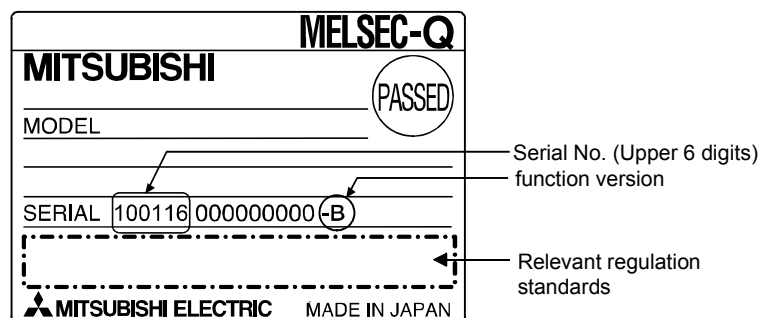 MELSEC-Q
MITSUBISHI
PASSED
MODEL
Serial No. (Upper 6 digits)
function version
SERIAL 100116 000000000 -B
Relevant regulation
standards
MITSUBISHI ELECTRIC MADE IN JAPAN